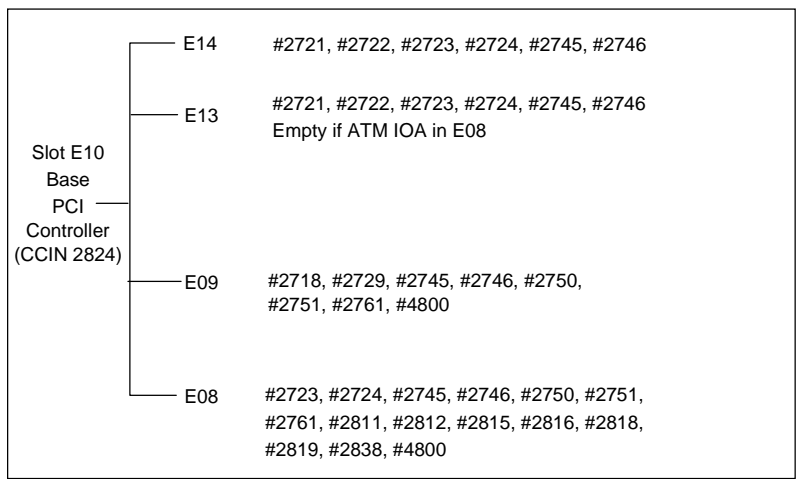 E14 #2721, #2722, #2723, #2724, #2745, #2746
E13 #2721, #2722, #2723, #2724, #2745, #2746
Empty if ATM IOA in E08
Slot E10
Base
PCI
Controller
(CCIN 2824)
E09 #2718, #2729, #2745, #2746, #2750,
#2751, #2761, #4800
E08 #2723, #2724, #2745, #2746, #2750, #2751,
#2761, #2811, #2812, #2815, #2816, #2818,
#2819, #2838, #4800